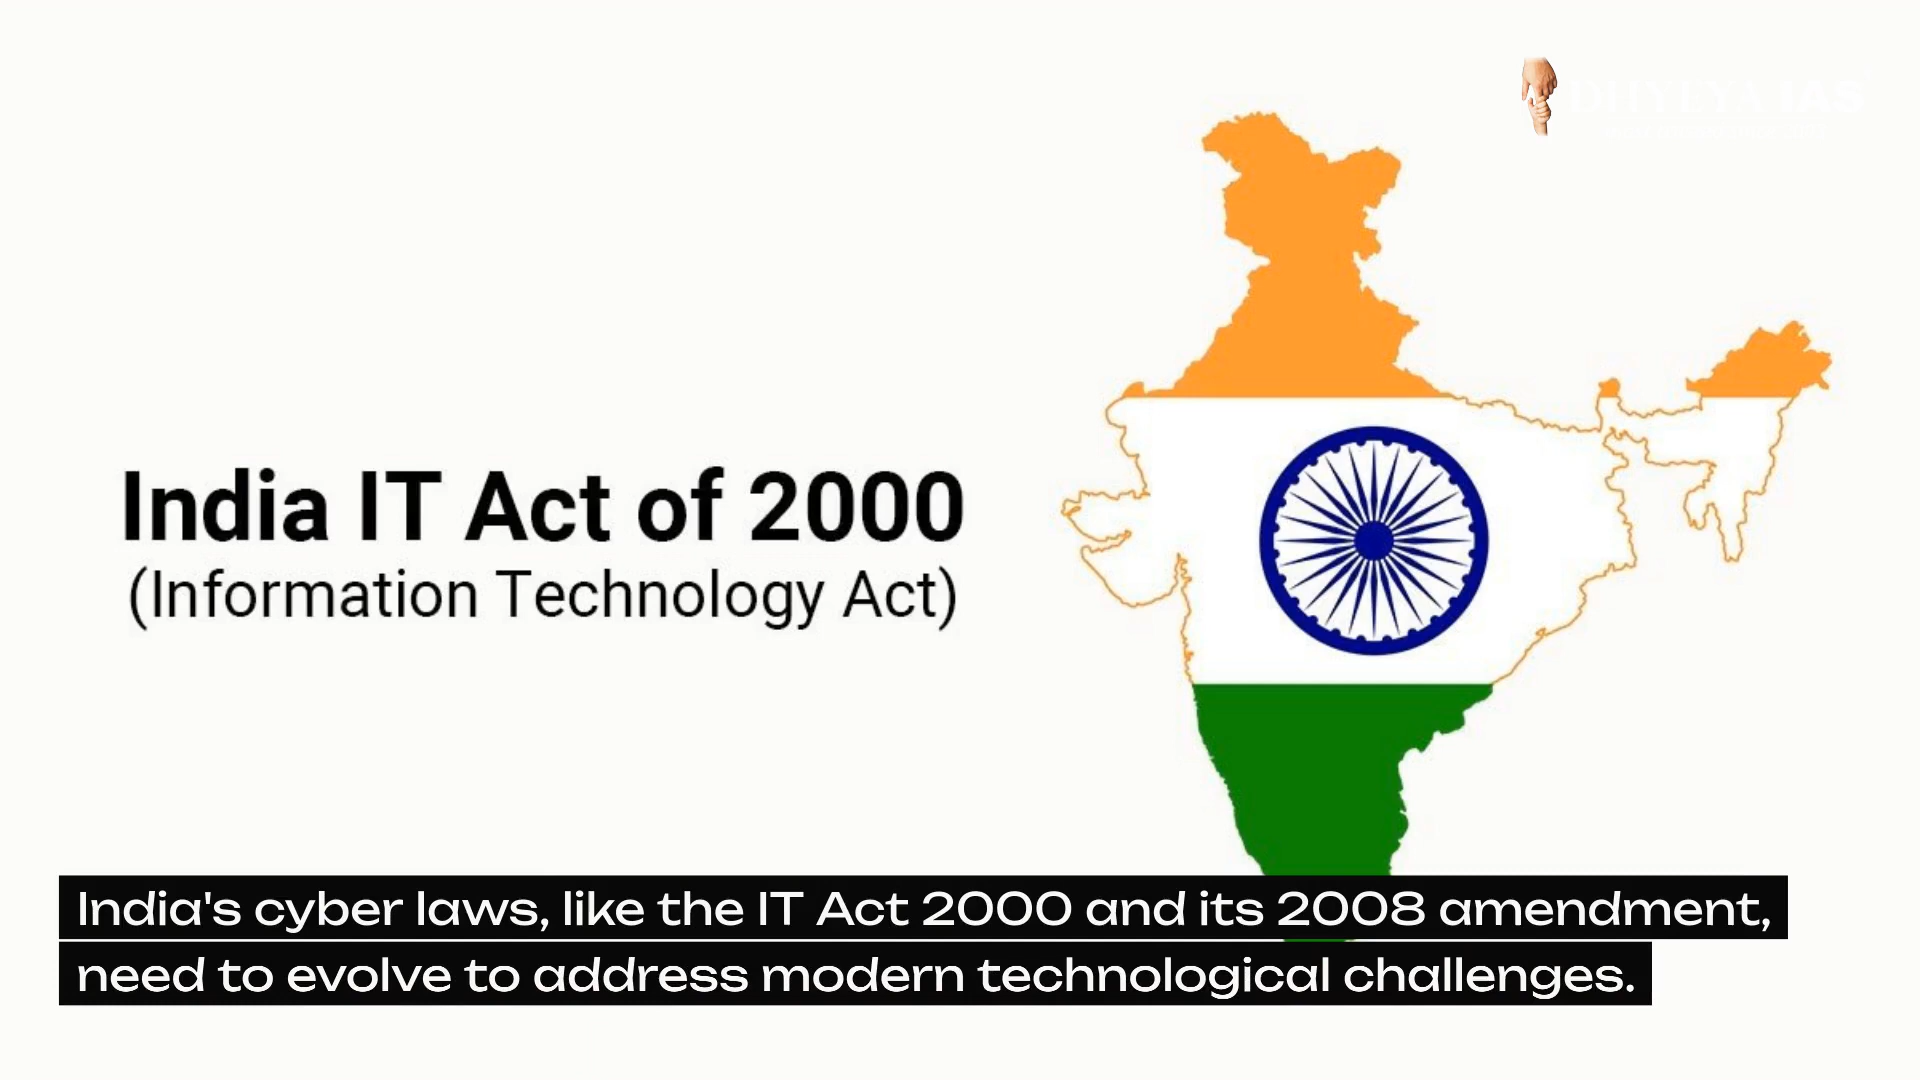 India IT Act of 2000
(Information Technology Act)
India's cyber laws, like the IT Act 2000 and its 2008 amendment,
need to evolve to address modern technological challenges.